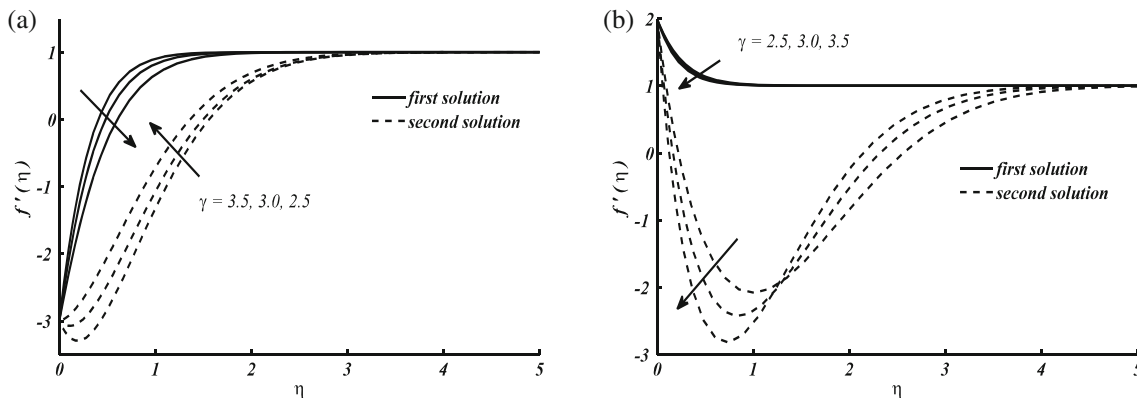 (a)
1
0
-1
-2
-3
f ′(η)
0 1 2 3 4 5
η
first solution
second solution
γ = 3.5, 3.0, 2.5
(b)
2
1
0
-1
-2
-3
f ′(η)
0 1 2 3 4 5
η
γ = 2.5, 3.0, 3.5
first solution
second solution